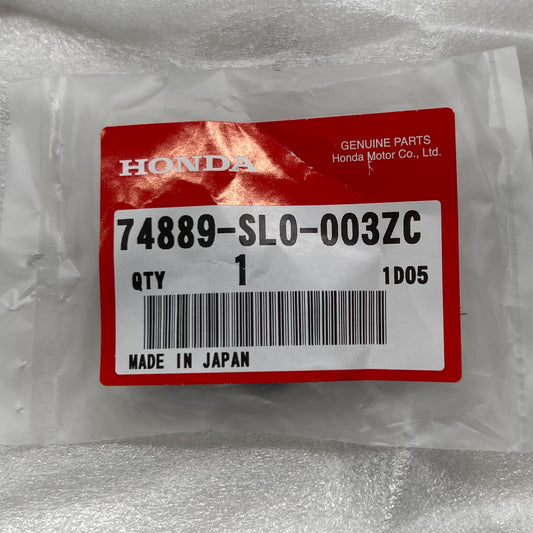 HONDA
GENUINE PARTS
Honda Motor Co., Ltd.
74889-SL0-003ZC
QTY 1 1D05
MADE IN JAPAN